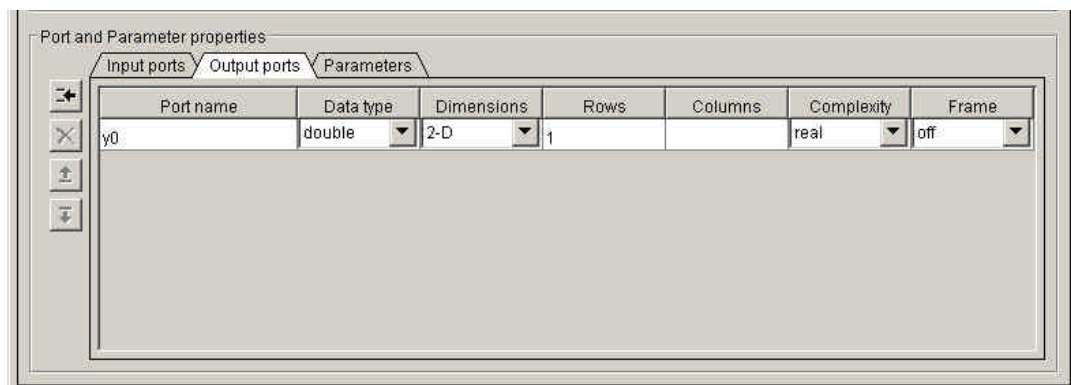 Port and Parameter properties
Input ports Output ports Parameters
Port name Data type Dimensions Rows Columns Complexity Frame
y0 double 2-D 1 real off